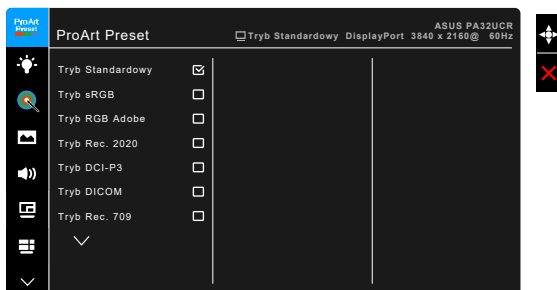 ProArt
Preset
ProArt Preset
ASUS PA32UCR
Tryb Standardowy DisplayPort 3840 x 2160@ 60Hz
Tryb Standardowy
Tryb sRGB
Tryb RGB Adobe
Tryb Rec. 2020
Tryb DCI-P3
Tryb DICOM
Tryb Rec. 709